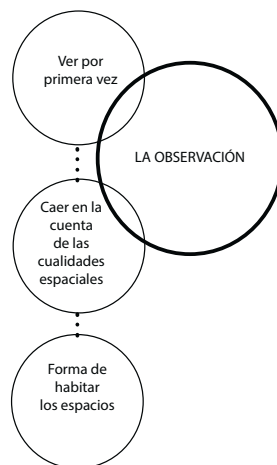 Ver por
primera vez
LA OBSERVACIÓN
Caer en la
cuenta
de las
cualidades
espaciales
Forma de
habitar
los espacios